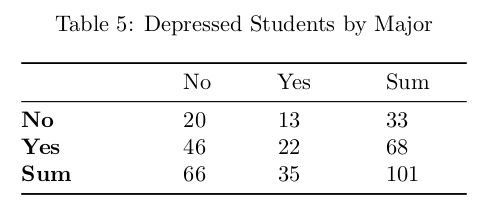 Table 5: Depressed Students by Major
No Yes Sum
No 20 13 33
Yes 46 22 68
Sum 66 35 101